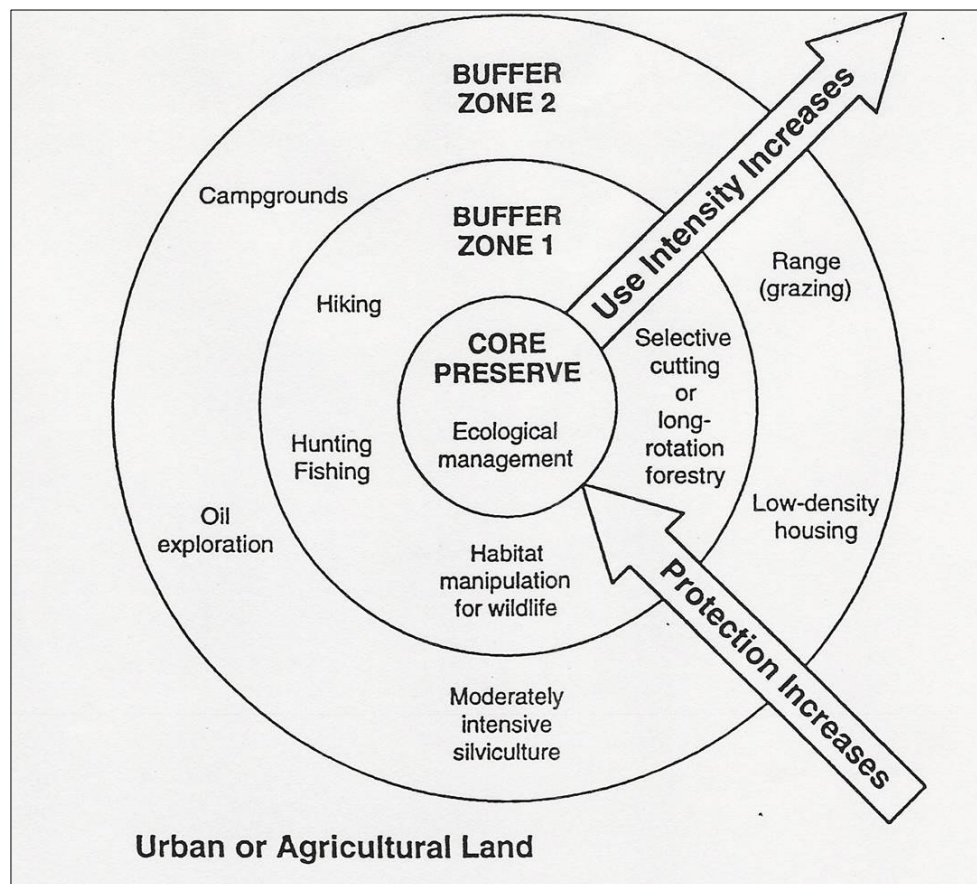 BUFFER
ZONE 2
Campgrounds
BUFFER
ZONE 1
Use Intensity Increases
Range
(grazing)
Hiking
CORE
PRESERVE
Selective
cutting
or
long-
rotation
forestry
Ecological
management
Hunting
Fishing
Oil
exploration
Low-density
housing
Habitat
manipulation
for wildlife
Protection Increases
Moderately
intensive
silviculture
Urban or Agricultural Land